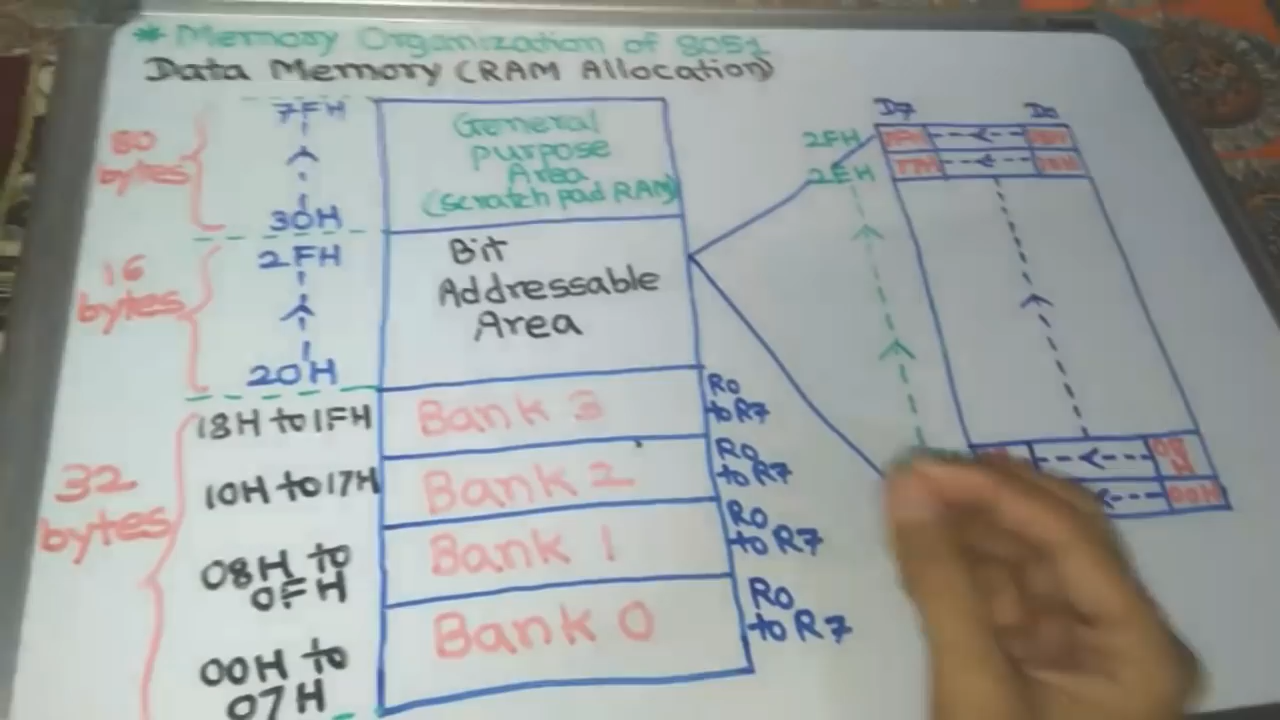 * Memory Organization of 8051
Data Memory (RAM Allocation)
80
bytes
7FH
30H
General
purpose
Area
(scratch pad RAM)
16
bytes
2FH
20H
Bit
Addressable
Area
32
bytes
18H to 1FH
Bank 3
R0
to R7
10H to 17H
Bank 2
R0
to R7
08H to
0FH
Bank 1
R0
to R7
00H to
07H
Bank 0
R0
to R7
D7
D0
2FH
2EH
77H
08
H
00H